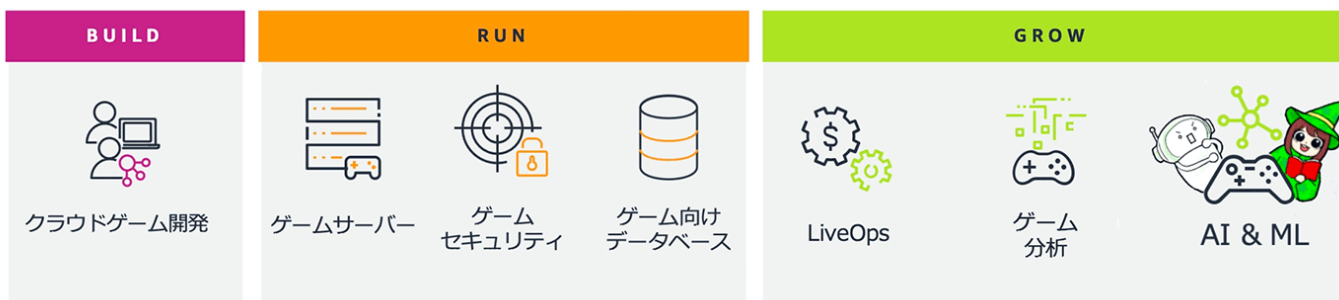 BUILD
RUN
GROW
クラウドゲーム開発
ゲームサーバー
ゲーム
セキュリティ
ゲーム向け
データベース
$
LiveOps
ゲーム
分析
AI & ML